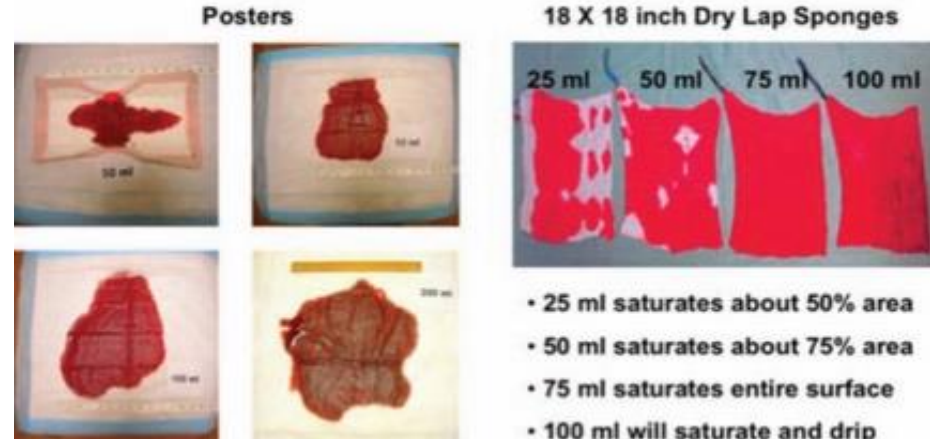 Posters
18 X 18 inch Dry Lap Sponges
50 ml
25 ml 50 ml 75 ml 100 ml
100 ml
• 25 ml saturates about 50% area
• 50 ml saturates about 75% area
• 75 ml saturates entire surface
• 100 ml will saturate and drip